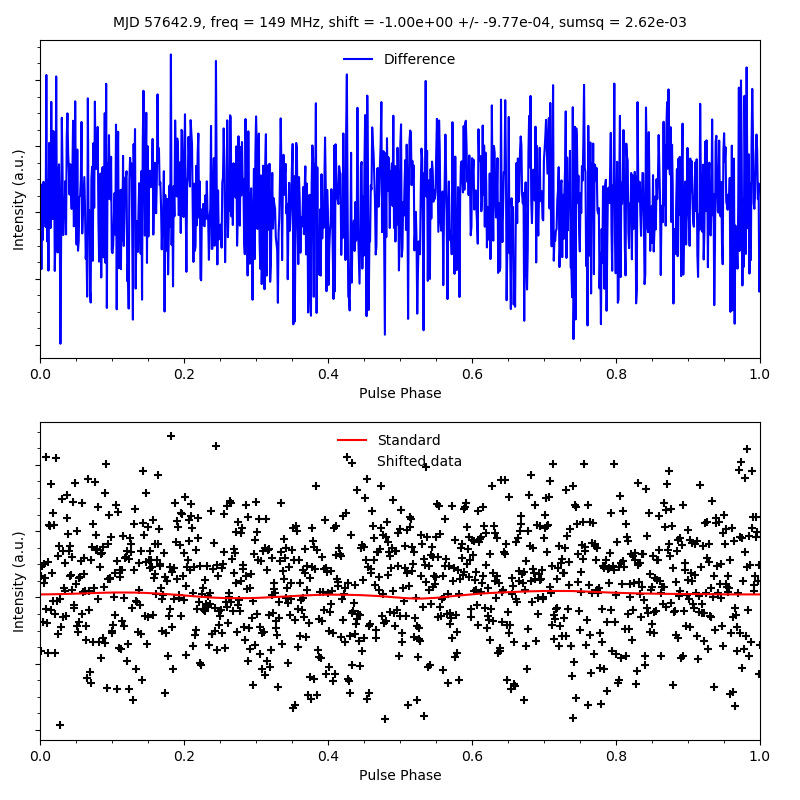 MJD 57642.9, freq = 149 MHz, shift = -1.00e+00 +/- -9.77e-04, sumsq = 2.62e-03
Difference
Intensity (a.u.)
0.0 0.2 0.4 0.6 0.8 1.0
Pulse Phase
Standard
Shifted data
Intensity (a.u.)
0.0 0.2 0.4 0.6 0.8 1.0
Pulse Phase